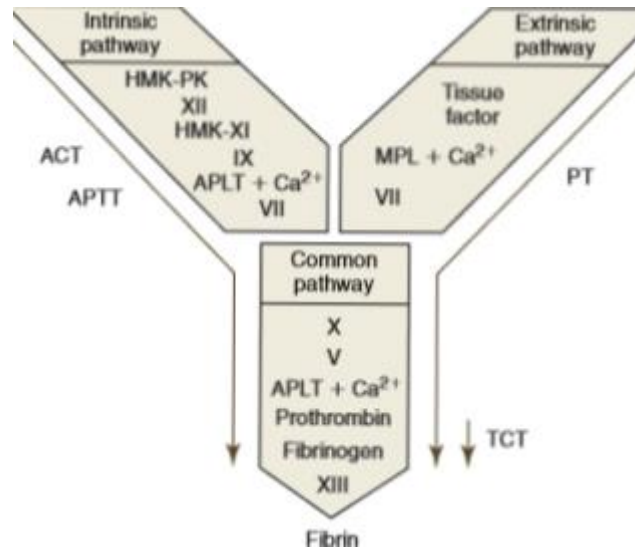 Intrinsic
pathway
HMK-PK
XII
HMK-XI
IX
APLT + Ca²⁺
VII
ACT
APTT
Extrinsic
pathway
Tissue
factor
MPL + Ca²⁺
VII
PT
Common
pathway
X
V
APLT + Ca²⁺
Prothrombin
Fibrinogen
XIII
TCT
Fibrin